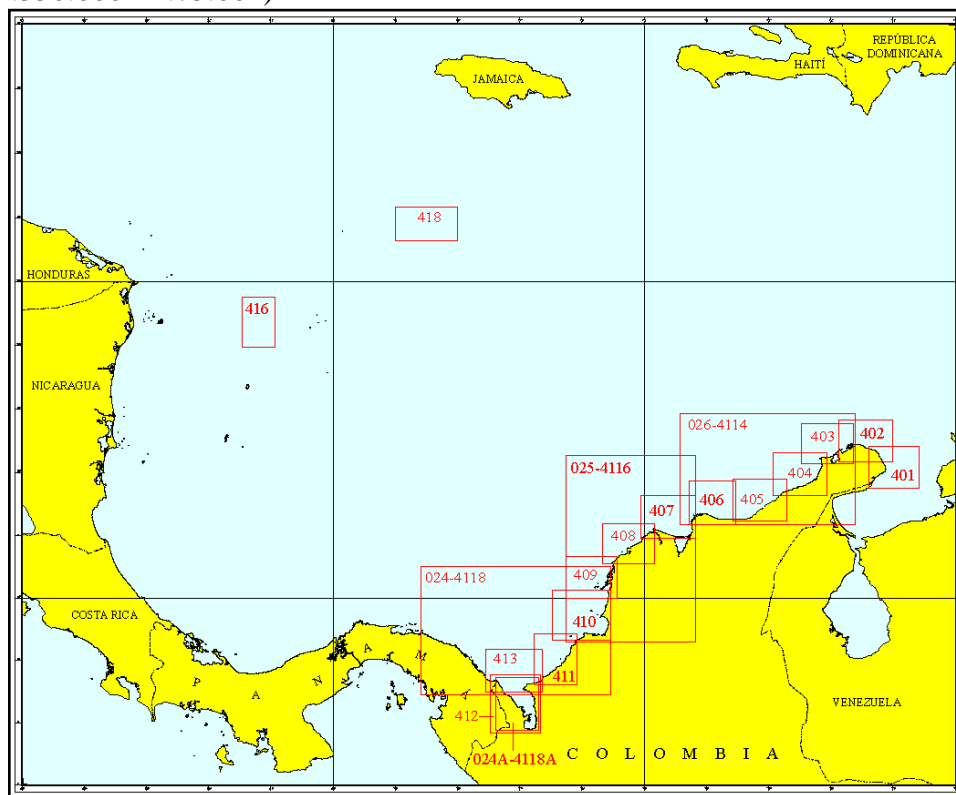 REPÚBLICA
DOMINICANA
HAITÍ
JAMAICA
418
HONDURAS
416
NICARAGUA
026-4114
403
402
025-4116
404
401
406
405
407
408
024-4118
409
COSTA RICA
410
P A N A M A
413
411
412
VENEZUELA
024A-4118A
C O L O M B I A